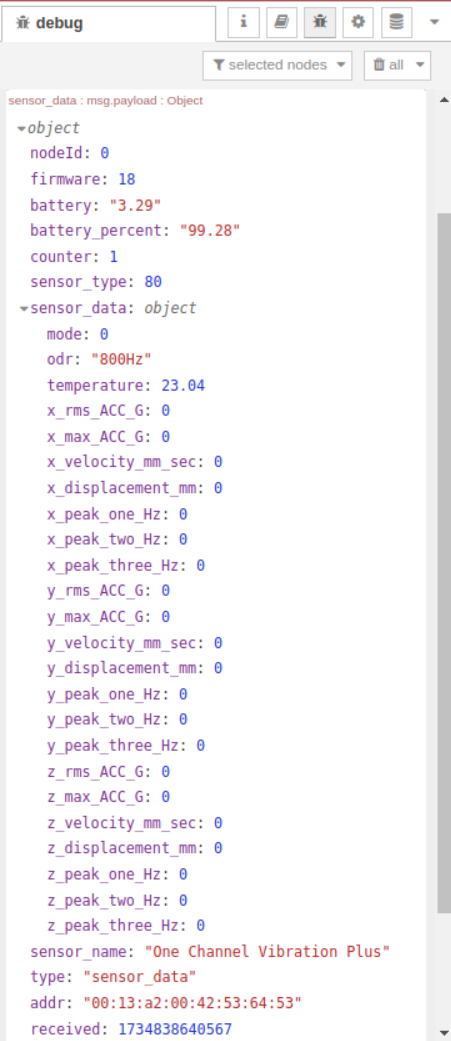 debug
selected nodes
all
sensor_data : msg.payload : Object
object
nodeId: 0
firmware: 18
battery: "3.29"
battery_percent: "99.28"
counter: 1
sensor_type: 80
sensor_data: object
mode: 0
odr: "800Hz"
temperature: 23.04
x_rms_ACC_G: 0
x_max_ACC_G: 0
x_velocity_mm_sec: 0
x_displacement_mm: 0
x_peak_one_Hz: 0
x_peak_two_Hz: 0
x_peak_three_Hz: 0
y_rms_ACC_G: 0
y_max_ACC_G: 0
y_velocity_mm_sec: 0
y_displacement_mm: 0
y_peak_one_Hz: 0
y_peak_two_Hz: 0
y_peak_three_Hz: 0
z_rms_ACC_G: 0
z_max_ACC_G: 0
z_velocity_mm_sec: 0
z_displacement_mm: 0
z_peak_one_Hz: 0
z_peak_two_Hz: 0
z_peak_three_Hz: 0
sensor_name: "One Channel Vibration Plus"
type: "sensor_data"
addr: "00:13:a2:00:42:53:64:53"
received: 1734838640567